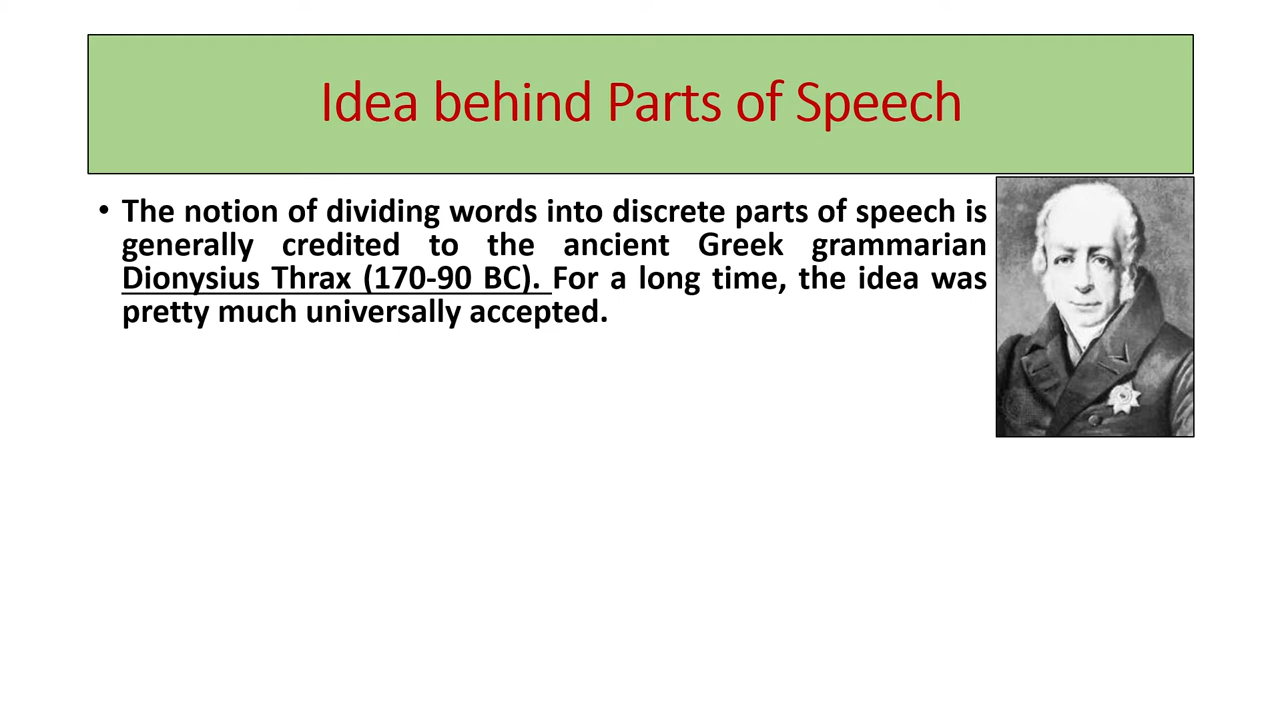 Idea behind Parts of Speech
• The notion of dividing words into discrete parts of speech is
generally credited to the ancient Greek grammarian
Dionysius Thrax (170-90 BC). For a long time, the idea was
pretty much universally accepted.